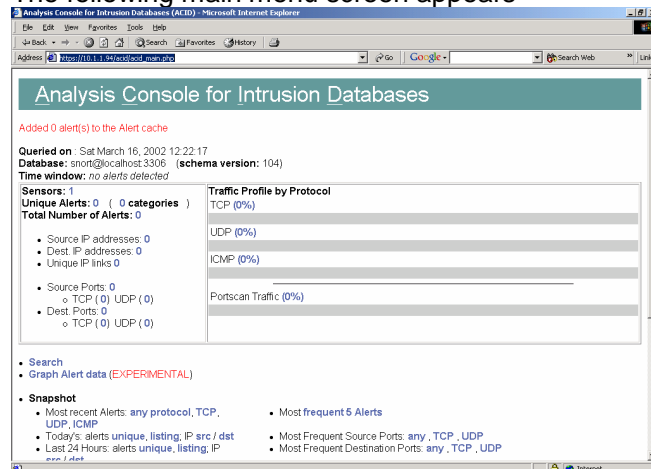 The following main menu screen appears
Analysis Console for Intrusion Databases (ACID) - Microsoft Internet Explorer
File Edit View Favorites Tools Help
Back Search Favorites History
Address https://10.1.1.94/acid/acid_main.php Go Google Search Web Link
Analysis Console for Intrusion Databases
Added 0 alert(s) to the Alert cache
Queried on : Sat March 16, 2002 12:22:17
Database: snort@localhost:3306 (schema version: 104)
Time window: no alerts detected
Sensors: 1
Unique Alerts: 0 ( 0 categories )
Total Number of Alerts: 0
• Source IP addresses: 0
• Dest. IP addresses: 0
• Unique IP links 0
• Source Ports: 0
○ TCP ( 0) UDP ( 0)
• Dest. Ports: 0
○ TCP ( 0) UDP ( 0)
Traffic Profile by Protocol
TCP (0%)
UDP (0%)
ICMP (0%)
Portscan Traffic (0%)
• Search
• Graph Alert data (EXPERIMENTAL)
• Snapshot
• Most recent Alerts: any protocol, TCP,
UDP, ICMP
• Today's: alerts unique, listing; IP src / dst
• Last 24 Hours: alerts unique, listing; IP
src / dst
• Most frequent 5 Alerts
• Most Frequent Source Ports: any , TCP , UDP
• Most Frequent Destination Ports: any , TCP , UDP
Internet